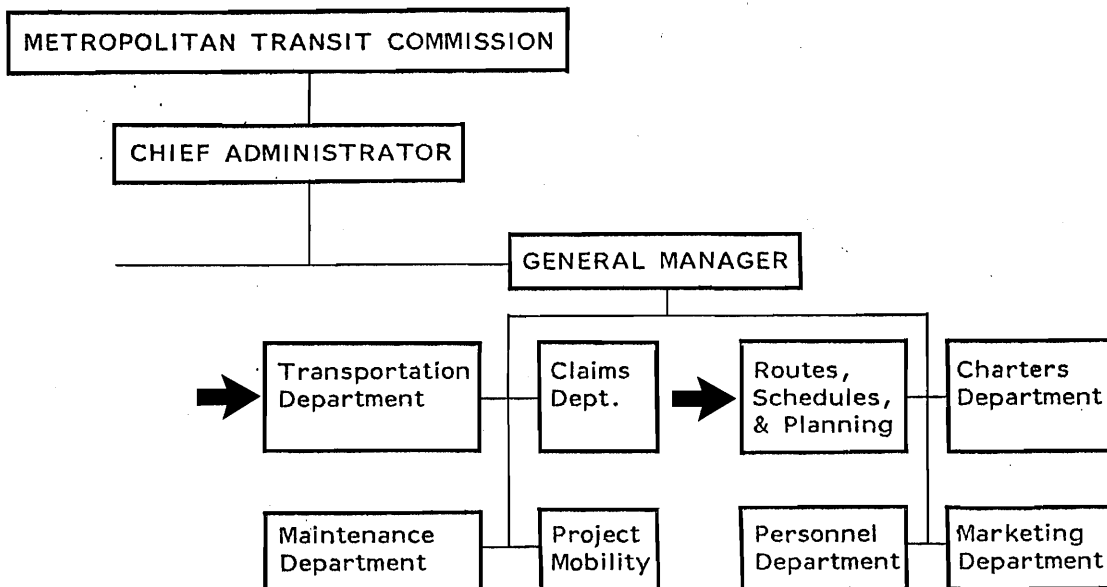 METROPOLITAN TRANSIT COMMISSION
CHIEF ADMINISTRATOR
GENERAL MANAGER
Transportation
Department
Claims
Dept.
Routes,
Schedules,
& Planning
Charters
Department
Maintenance
Department
Project
Mobility
Personnel
Department
Marketing
Department